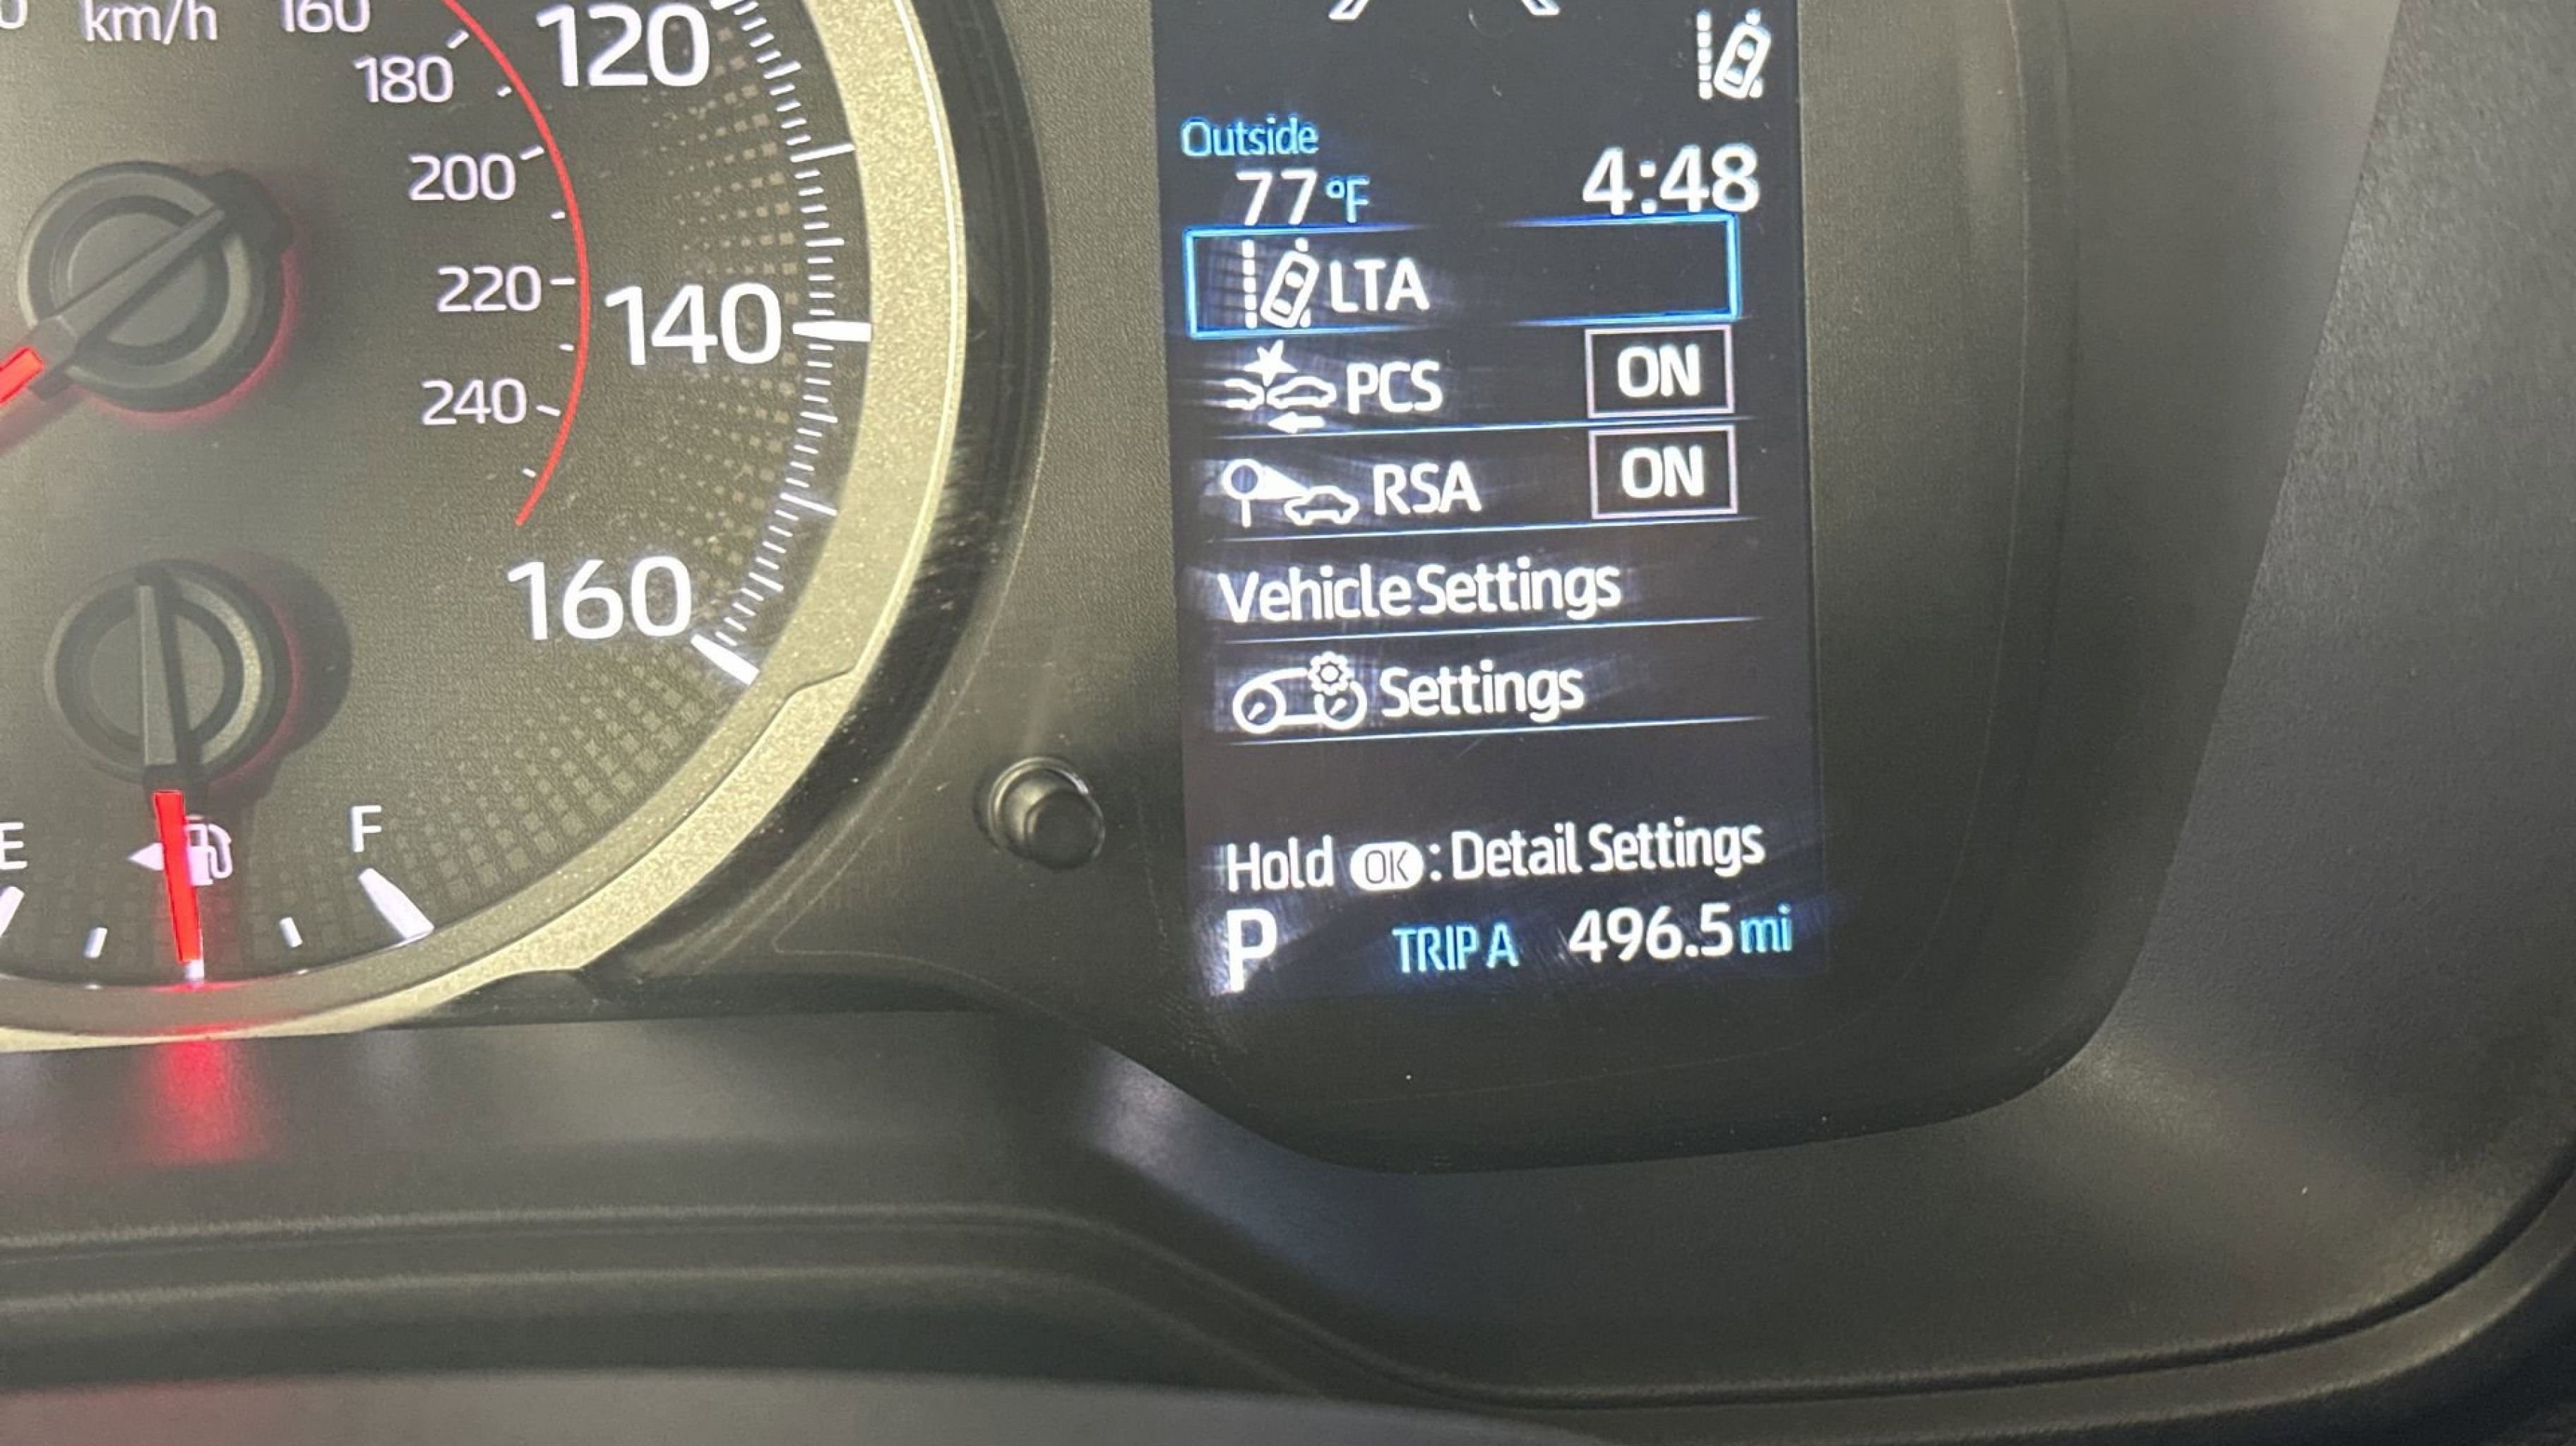 km/h
160
180
200
220
240
120
140
160
E
F
Outside
77 °F 4:48
LTA
PCS ON
RSA ON
Vehicle Settings
Settings
Hold OK : Detail Settings
P TRIP A 496.5 mi